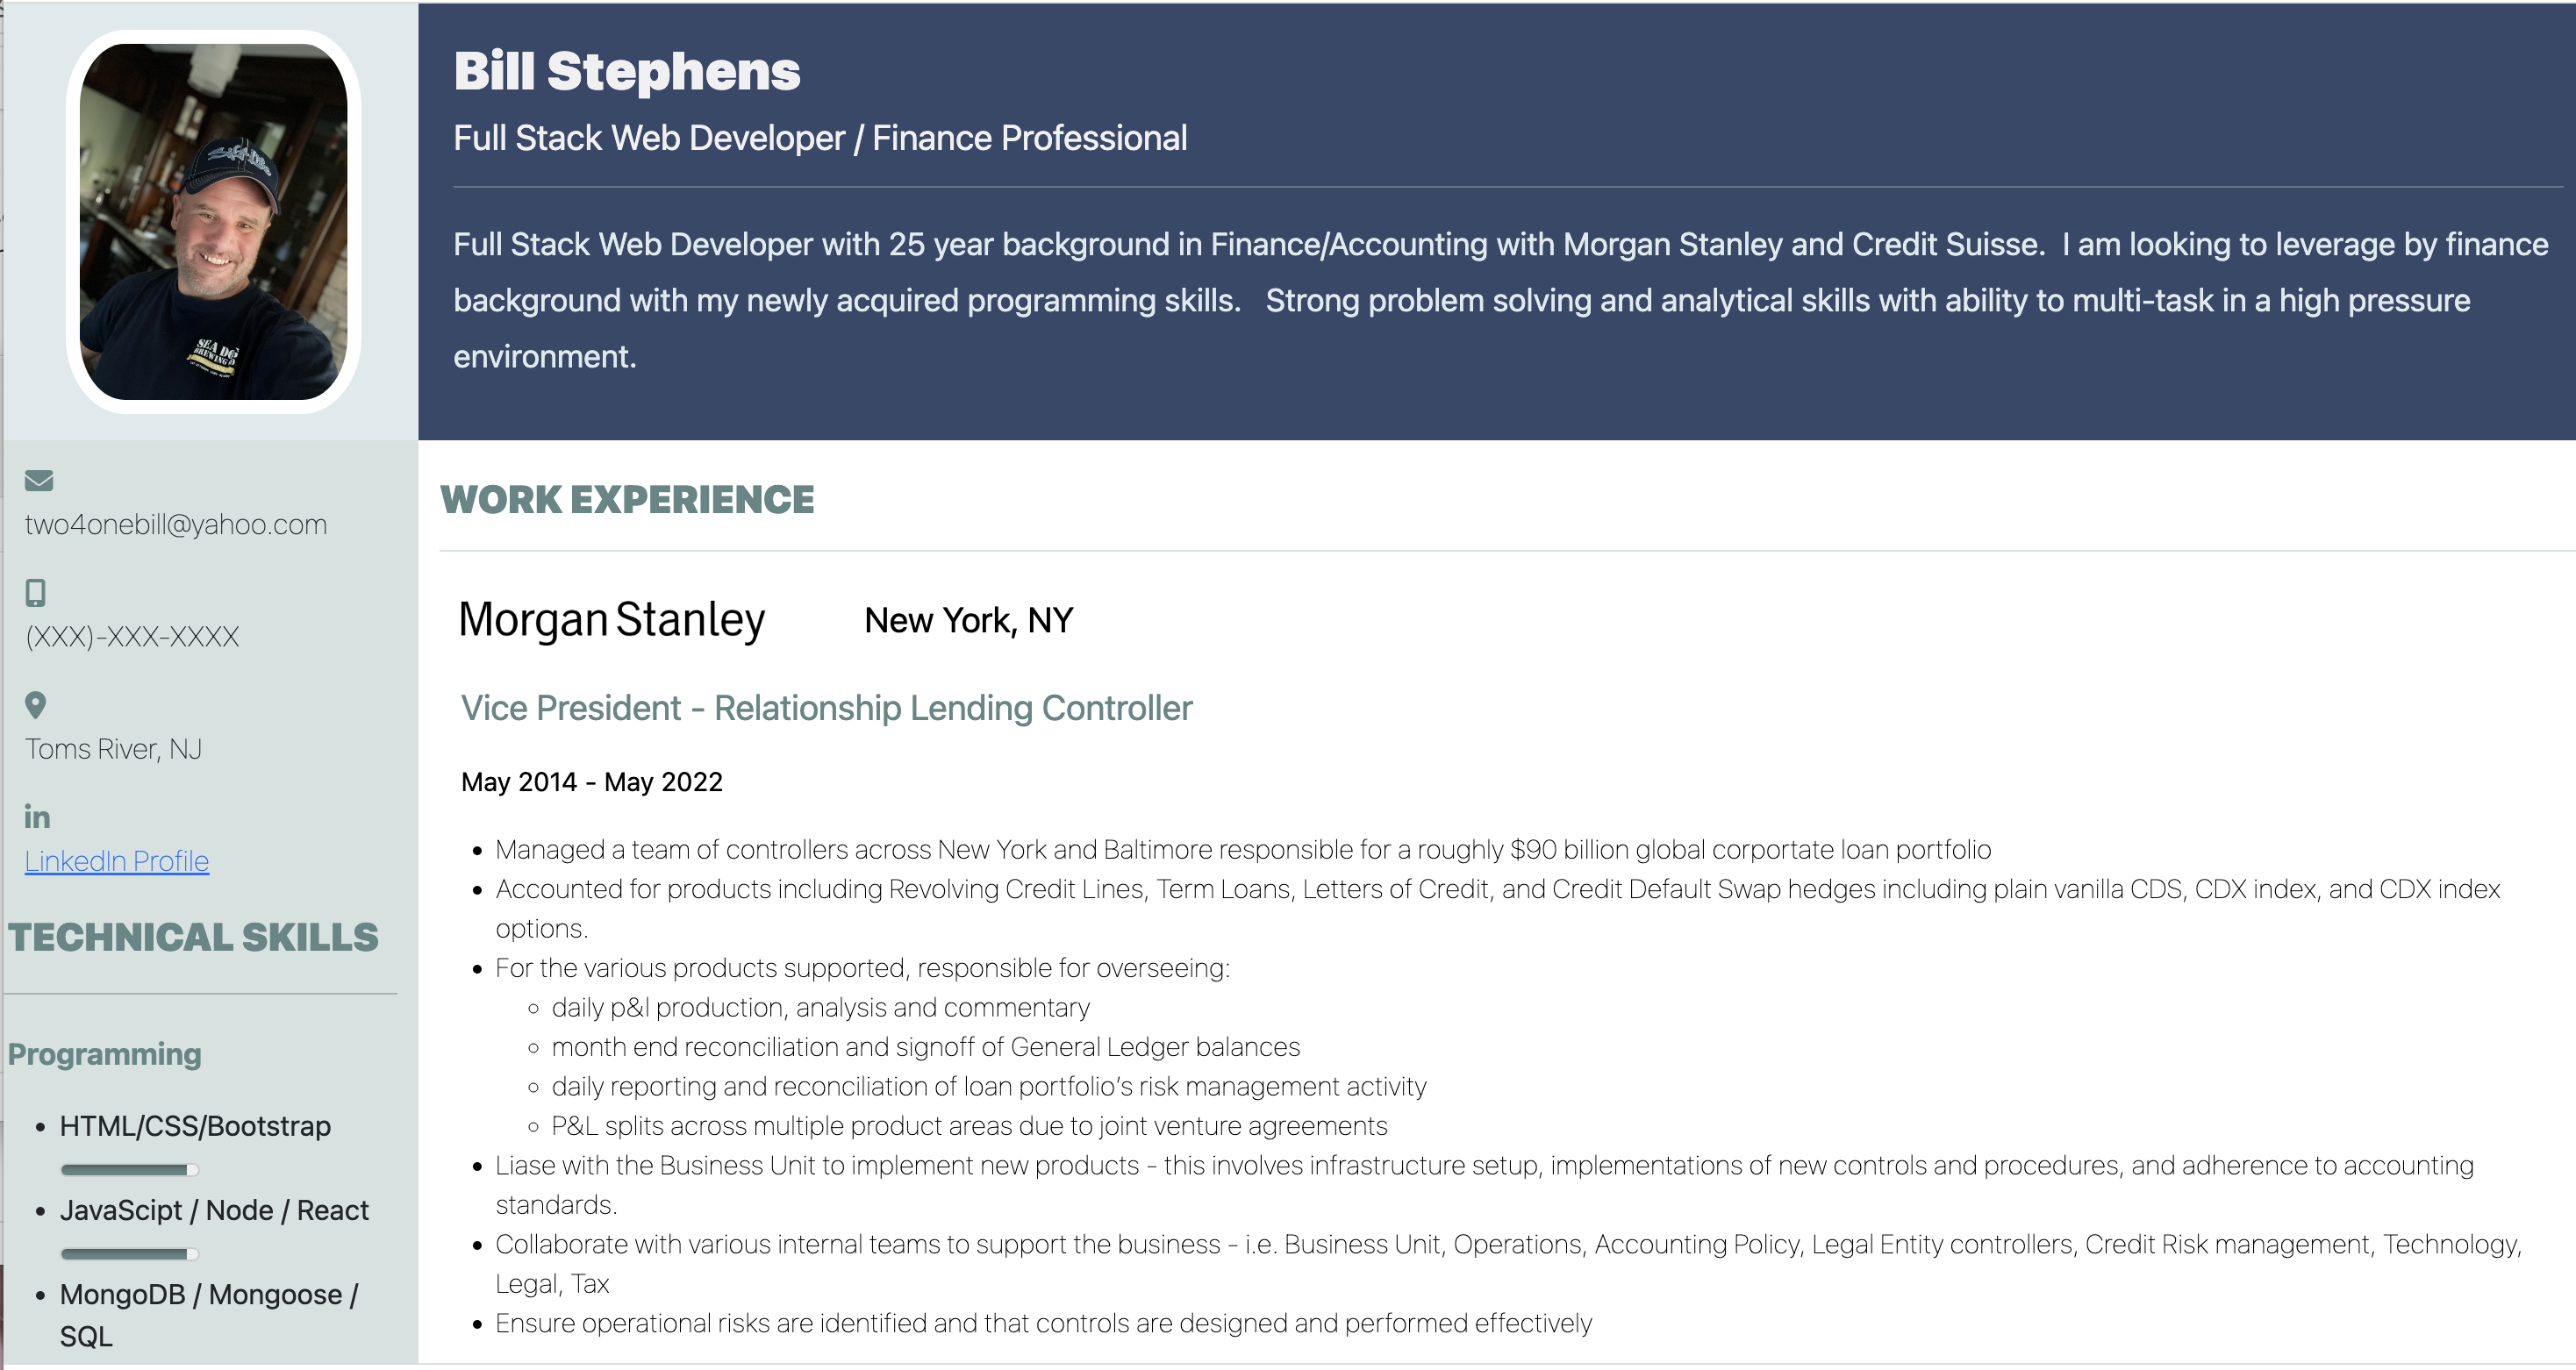 Bill Stephens
Full Stack Web Developer / Finance Professional
Full Stack Web Developer with 25 year background in Finance/Accounting with Morgan Stanley and Credit Suisse. I am looking to leverage by finance
background with my newly acquired programming skills. Strong problem solving and analytical skills with ability to multi-task in a high pressure
environment.
SEA DOG
BREWING
two4onebill@yahoo.com
(XXX)-XXX-XXXX
Toms River, NJ
in
LinkedIn Profile
TECHNICAL SKILLS
Programming
• HTML/CSS/Bootstrap
• JavaScipt / Node / React
• MongoDB / Mongoose /
SQL
WORK EXPERIENCE
Morgan Stanley New York, NY
Vice President - Relationship Lending Controller
May 2014 - May 2022
• Managed a team of controllers across New York and Baltimore responsible for a roughly $90 billion global corportate loan portfolio
• Accounted for products including Revolving Credit Lines, Term Loans, Letters of Credit, and Credit Default Swap hedges including plain vanilla CDS, CDX index, and CDX index
options.
• For the various products supported, responsible for overseeing:
◦ daily p&l production, analysis and commentary
◦ month end reconciliation and signoff of General Ledger balances
◦ daily reporting and reconciliation of loan portfolio's risk management activity
◦ P&L splits across multiple product areas due to joint venture agreements
• Liase with the Business Unit to implement new products - this involves infrastructure setup, implementations of new controls and procedures, and adherence to accounting
standards.
• Collaborate with various internal teams to support the business - i.e. Business Unit, Operations, Accounting Policy, Legal Entity controllers, Credit Risk management, Technology,
Legal, Tax
• Ensure operational risks are identified and that controls are designed and performed effectively